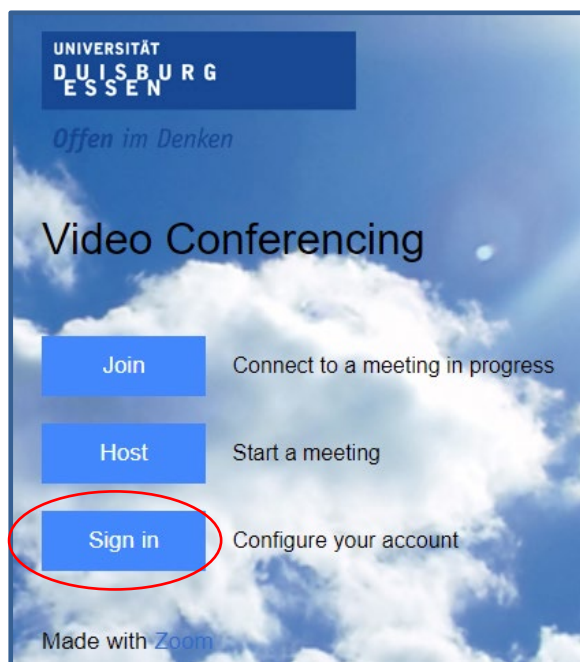 UNIVERSITÄT
DUISBURG
ESSEN
Offen im Denken
Video Conferencing
Join Connect to a meeting in progress
Host Start a meeting
Sign in Configure your account
Made with Zoom